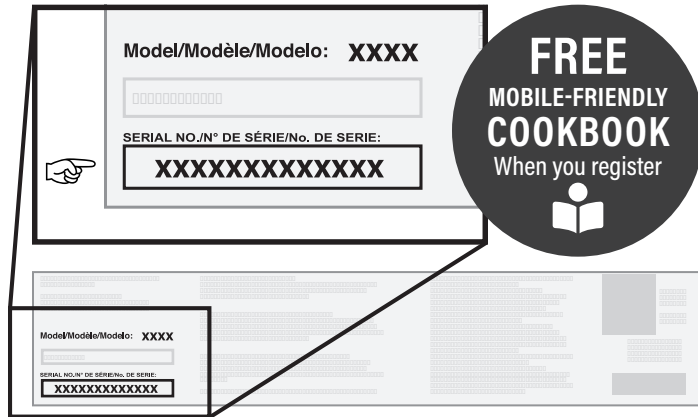 Model/Modèle/Modelo: XXXX
SERIAL NO./N° DE SÉRIE/No. DE SERIE:
XXXXXXXXXXXXX
FREE
MOBILE-FRIENDLY
COOKBOOK
When you register
Model/Modèle/Modelo: XXXX
SERIAL NO./N° DE SÉRIE/No. DE SERIE:
XXXXXXXXXXXXX